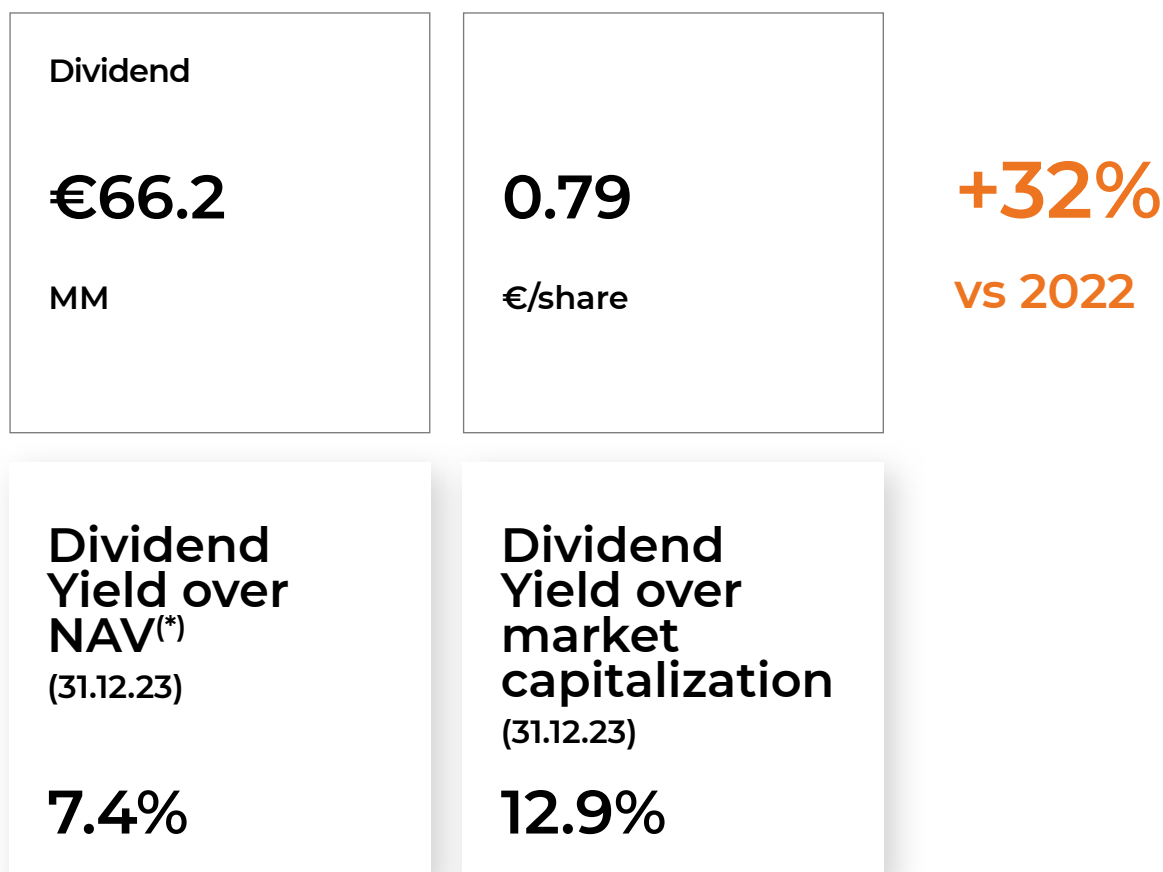 Dividend
€66.2
MM
0.79
€/share
+32%
vs 2022
Dividend
Yield over
NAV(*)
(31.12.23)
7.4%
Dividend
Yield over
market
capitalization
(31.12.23)
12.9%